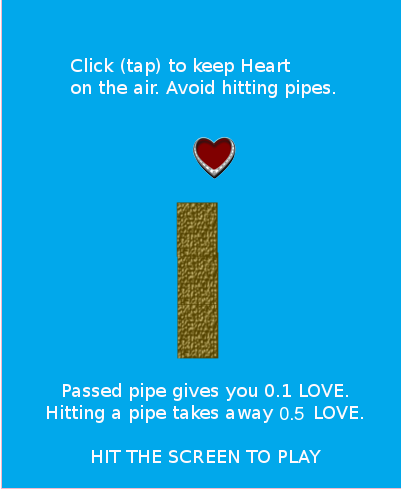 Click (tap) to keep Heart
on the air. Avoid hitting pipes.
Passed pipe gives you 0.1 LOVE.
Hitting a pipe takes away 0.5 LOVE.
HIT THE SCREEN TO PLAY